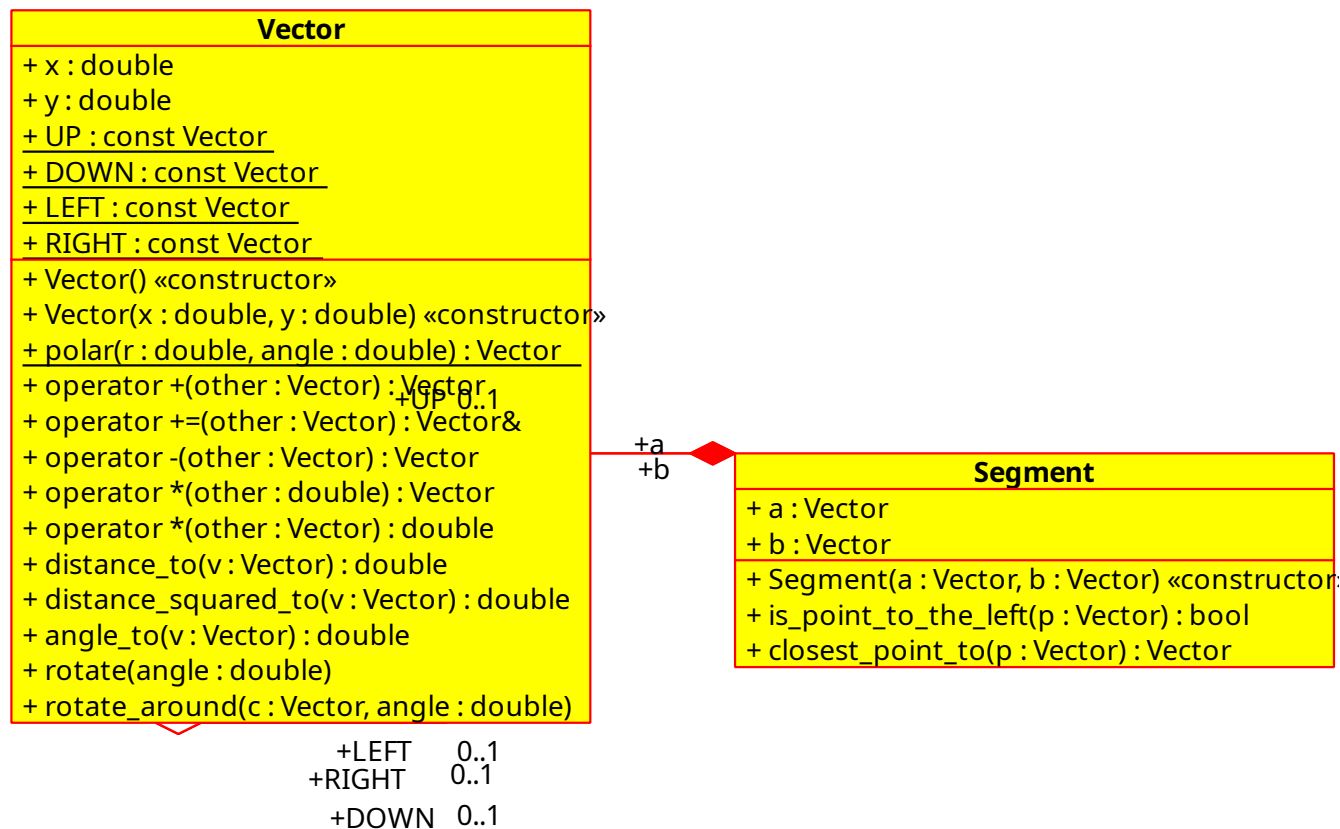 Vector
+ x : double
+ y : double
+ UP : const Vector
+ DOWN : const Vector
+ LEFT : const Vector
+ RIGHT : const Vector
+ Vector() «constructor»
+ Vector(x : double, y : double) «constructor»
+ polar(r : double, angle : double) : Vector
+ operator +(other : Vector) : Vector
+UP 0..1
+ operator +=(other : Vector) : Vector&
+ operator -(other : Vector) : Vector
+ operator *(other : double) : Vector
+ operator *(other : Vector) : double
+ distance_to(v : Vector) : double
+ distance_squared_to(v : Vector) : double
+ angle_to(v : Vector) : double
+ rotate(angle : double)
+ rotate_around(c : Vector, angle : double)
+LEFT 0..1
+RIGHT 0..1
+DOWN 0..1
+a
+b
Segment
+ a : Vector
+ b : Vector
+ Segment(a : Vector, b : Vector) «constructor»
+ is_point_to_the_left(p : Vector) : bool
+ closest_point_to(p : Vector) : Vector